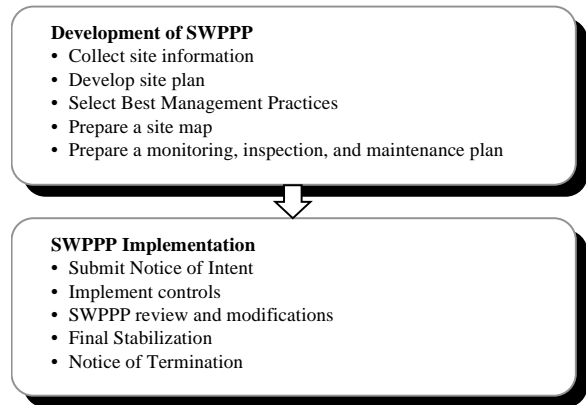 Development of SWPPP
• Collect site information
• Develop site plan
• Select Best Management Practices
• Prepare a site map
• Prepare a monitoring, inspection, and maintenance plan
SWPPP Implementation
• Submit Notice of Intent
• Implement controls
• SWPPP review and modifications
• Final Stabilization
• Notice of Termination